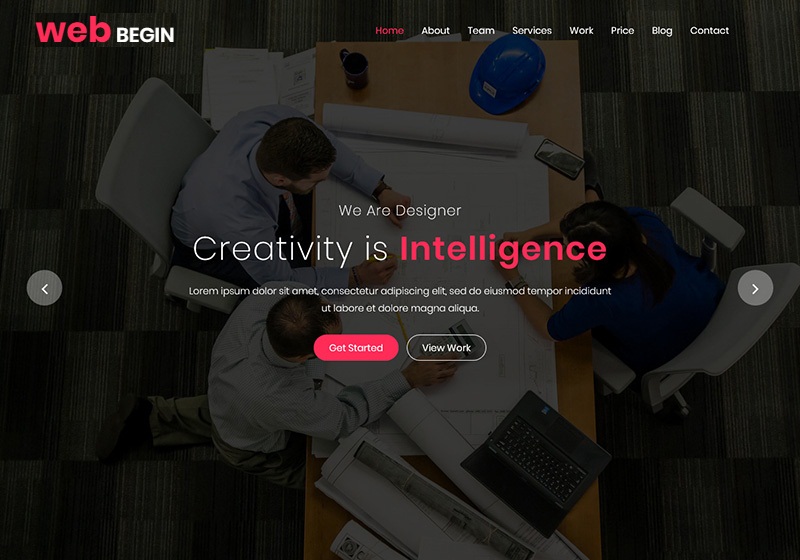 web BEGIN
Home About Team Services Work Price Blog Contact
We Are Designer
Creativity is Intelligence
Lorem ipsum dolor sit amet, consectetur adipiscing elit, sed do eiusmod tempor incididunt
ut labore et dolore magna aliqua.
Get Started View Work